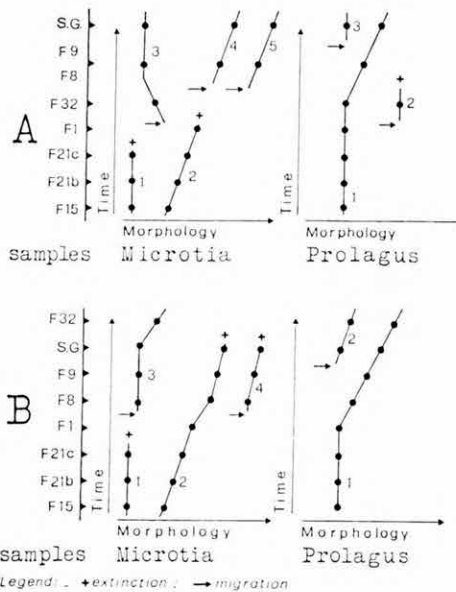 A
S.G.
F9
F8
F32
F1
F21c
F21b
F15
Time
3
4
5
1
2
+
+
Morphology
Time
3
+
2
1
Morphology
samples Microtia Prolagus
B
F32
S.G
F9
F8
F1
F21c
F21b
F15
Time
3
+
+
4
+
1
2
Morphology
Time
2
1
Morphology
samples Microtia Prolagus
Legend: + extinction; → migration